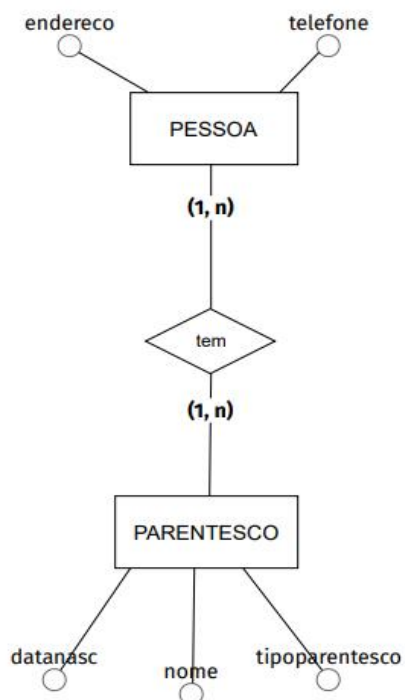 endereco telefone
PESSOA
(1, n)
tem
(1, n)
PARENTESCO
datanasc nome tipoparentesco